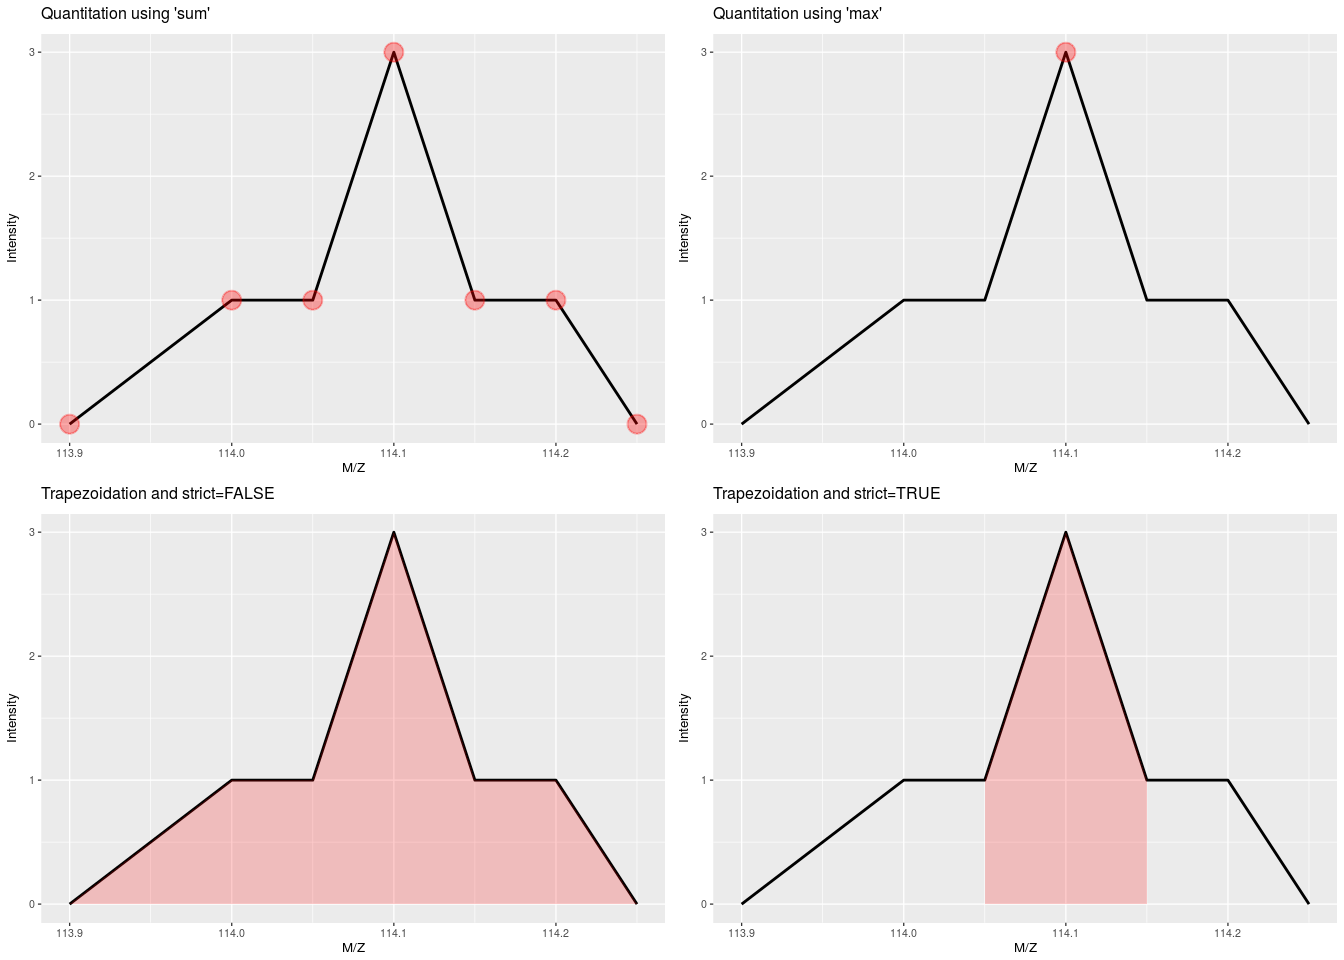 Quantitation using 'sum'
Intensity
3
2
1
0
113.9 114.0 114.1 114.2
M/Z
Quantitation using 'max'
Intensity
3
2
1
0
113.9 114.0 114.1 114.2
M/Z
Trapezoidation and strict=FALSE
Intensity
3
2
1
0
113.9 114.0 114.1 114.2
M/Z
Trapezoidation and strict=TRUE
Intensity
3
2
1
0
113.9 114.0 114.1 114.2
M/Z